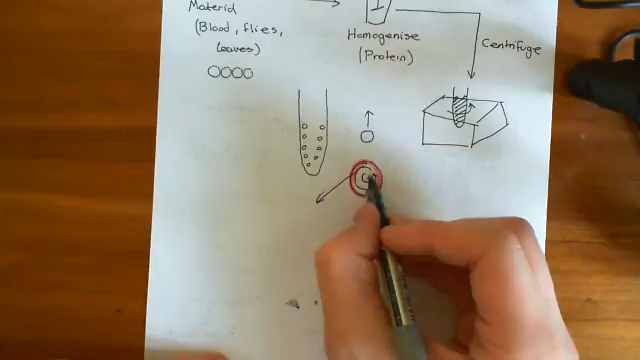 Material
(Blood, flies,
leaves)
Homogenise
(Protein)
Centrifuge